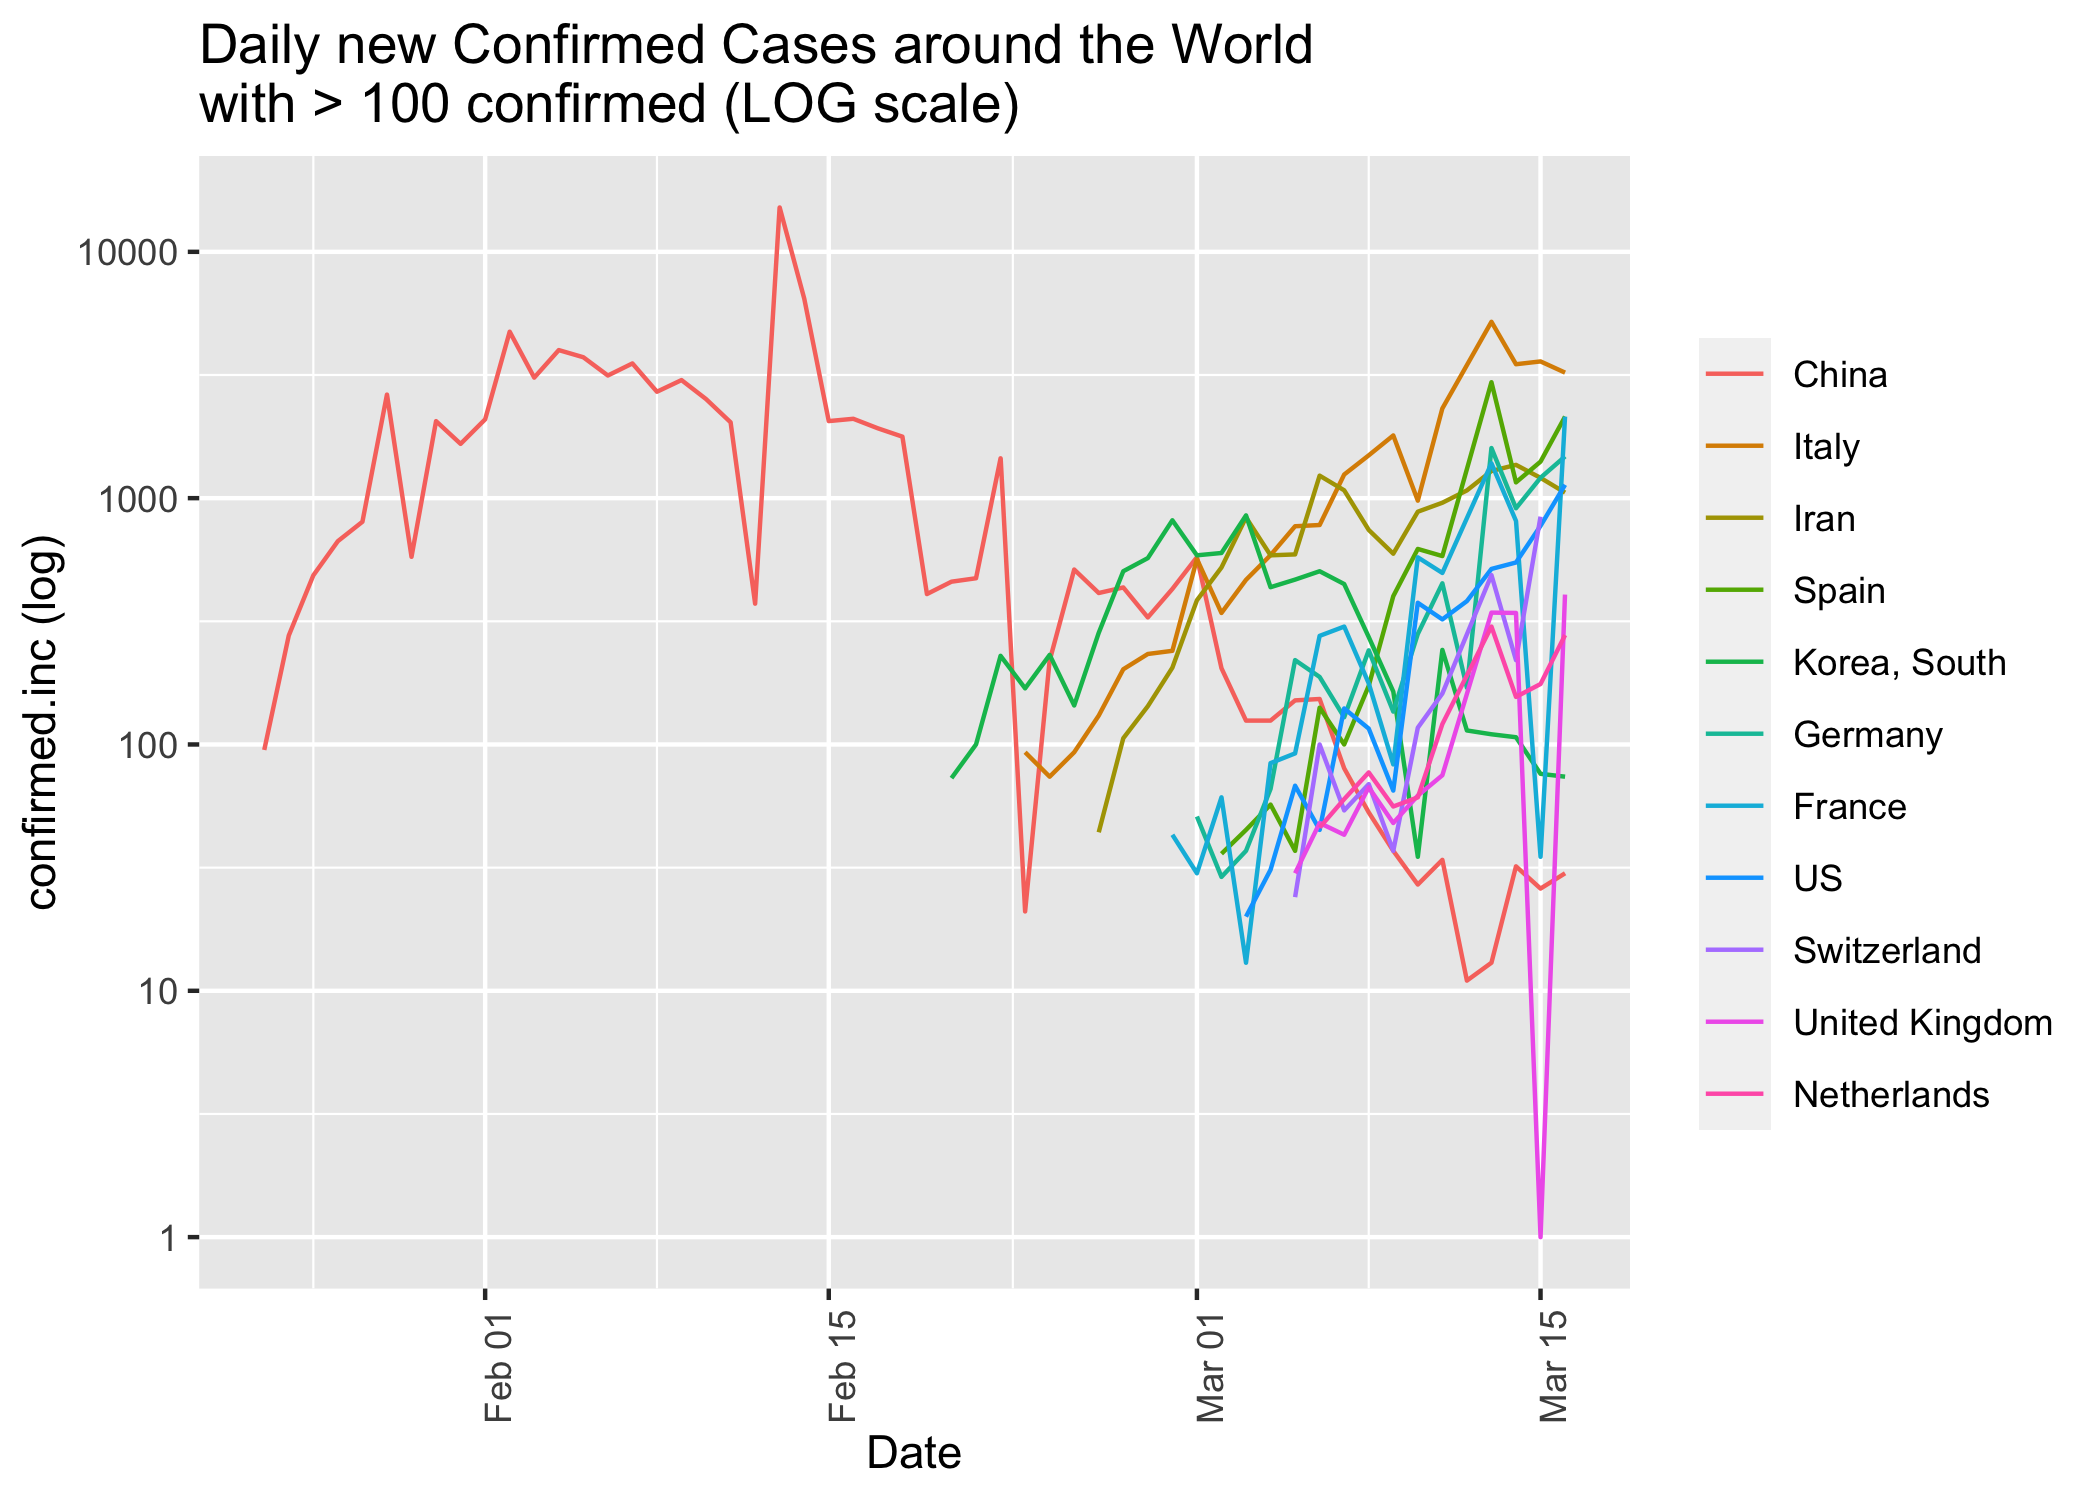 Daily new Confirmed Cases around the World
with > 100 confirmed (LOG scale)
confirmed.inc (log)
10000
1000
100
10
1
Feb 01
Feb 15
Mar 01
Mar 15
Date
China
Italy
Iran
Spain
Korea, South
Germany
France
US
Switzerland
United Kingdom
Netherlands